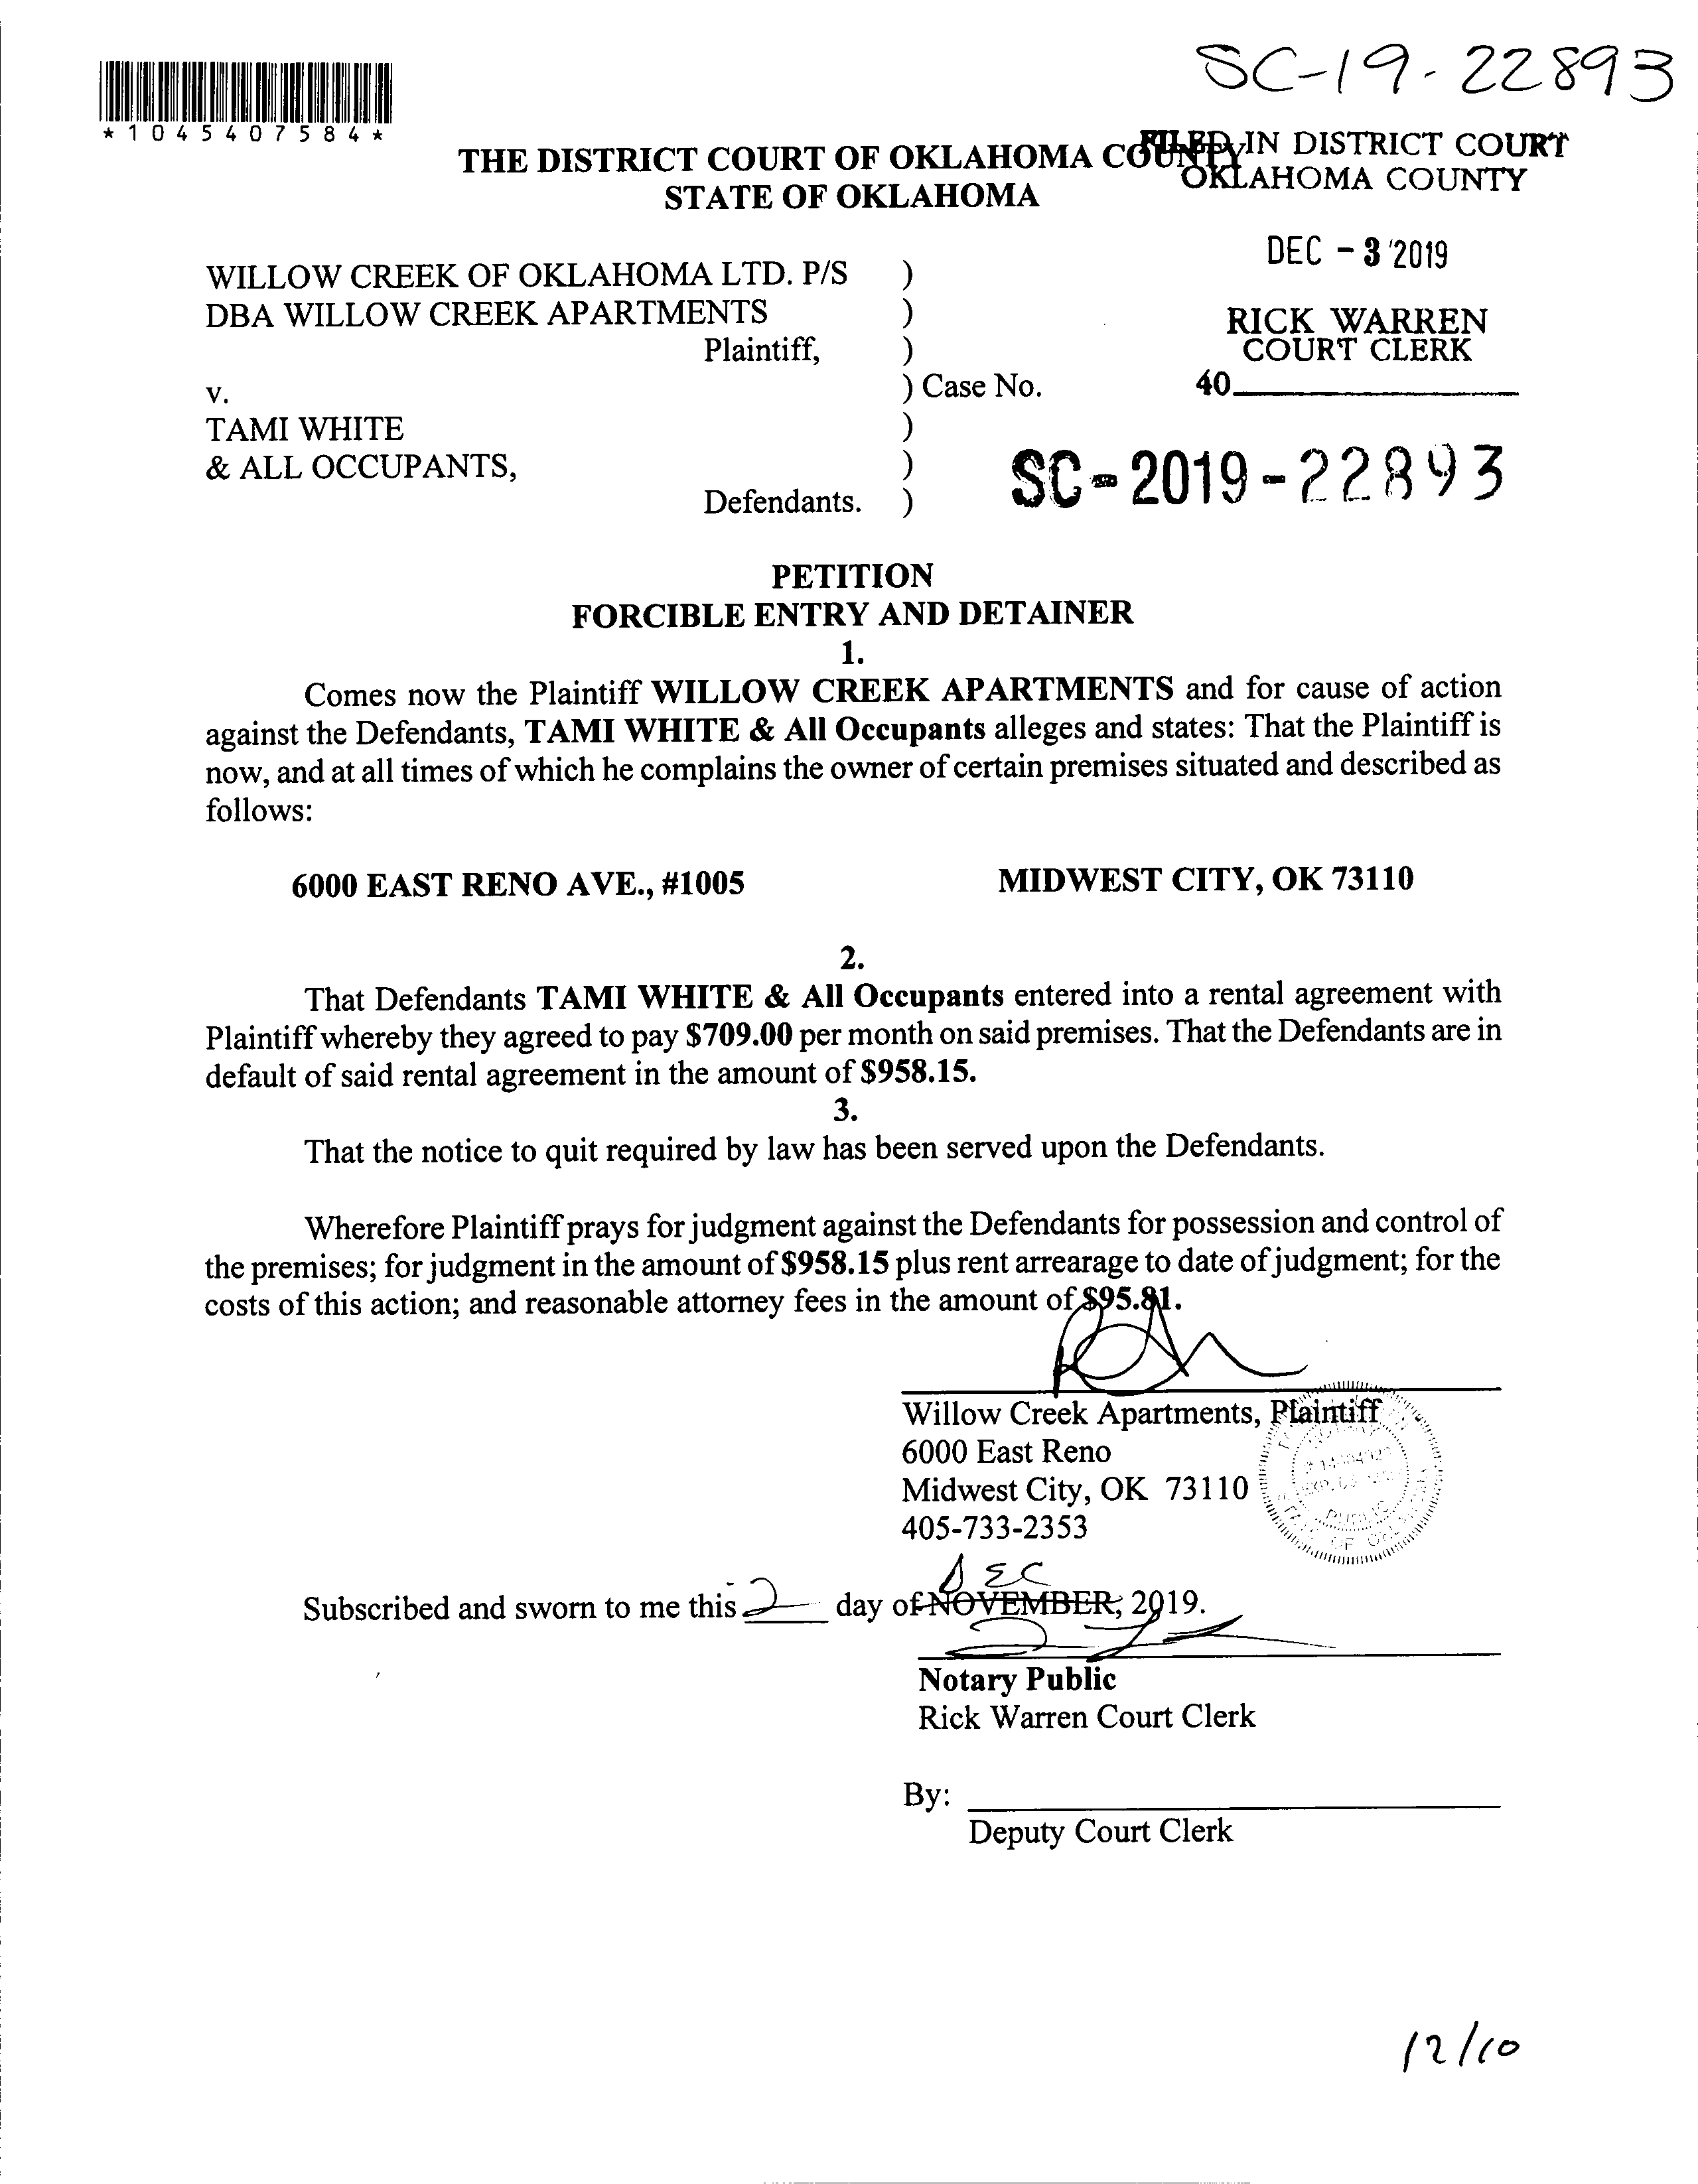 SC-19-22893
*1045407584*
THE DISTRICT COURT OF OKLAHOMA COUNTY
STATE OF OKLAHOMA
FILED IN DISTRICT COURT
OKLAHOMA COUNTY
DEC - 3 2019
RICK WARREN
COURT CLERK
40
WILLOW CREEK OF OKLAHOMA LTD. P/S )
DBA WILLOW CREEK APARTMENTS )
Plaintiff, )
v. ) Case No.
TAMI WHITE )
& ALL OCCUPANTS, ) SC-2019-22893
Defendants. )
PETITION
FORCIBLE ENTRY AND DETAINER
1.
Comes now the Plaintiff WILLOW CREEK APARTMENTS and for cause of action
against the Defendants, TAMI WHITE & All Occupants alleges and states: That the Plaintiff is
now, and at all times of which he complains the owner of certain premises situated and described as
follows:
6000 EAST RENO AVE., #1005 MIDWEST CITY, OK 73110
2.
That Defendants TAMI WHITE & All Occupants entered into a rental agreement with
Plaintiff whereby they agreed to pay $709.00 per month on said premises. That the Defendants are in
default of said rental agreement in the amount of $958.15.
3.
That the notice to quit required by law has been served upon the Defendants.
Wherefore Plaintiff prays for judgment against the Defendants for possession and control of
the premises; for judgment in the amount of $958.15 plus rent arrearage to date of judgment; for the
costs of this action; and reasonable attorney fees in the amount of $95.81.
Willow Creek Apartments, Plaintiff
6000 East Reno
Midwest City, OK 73110
405-733-2353
DEC
Subscribed and sworn to me this 2 day of NOVEMBER, 2019.
Notary Public
Rick Warren Court Clerk
By:
Deputy Court Clerk
12/10